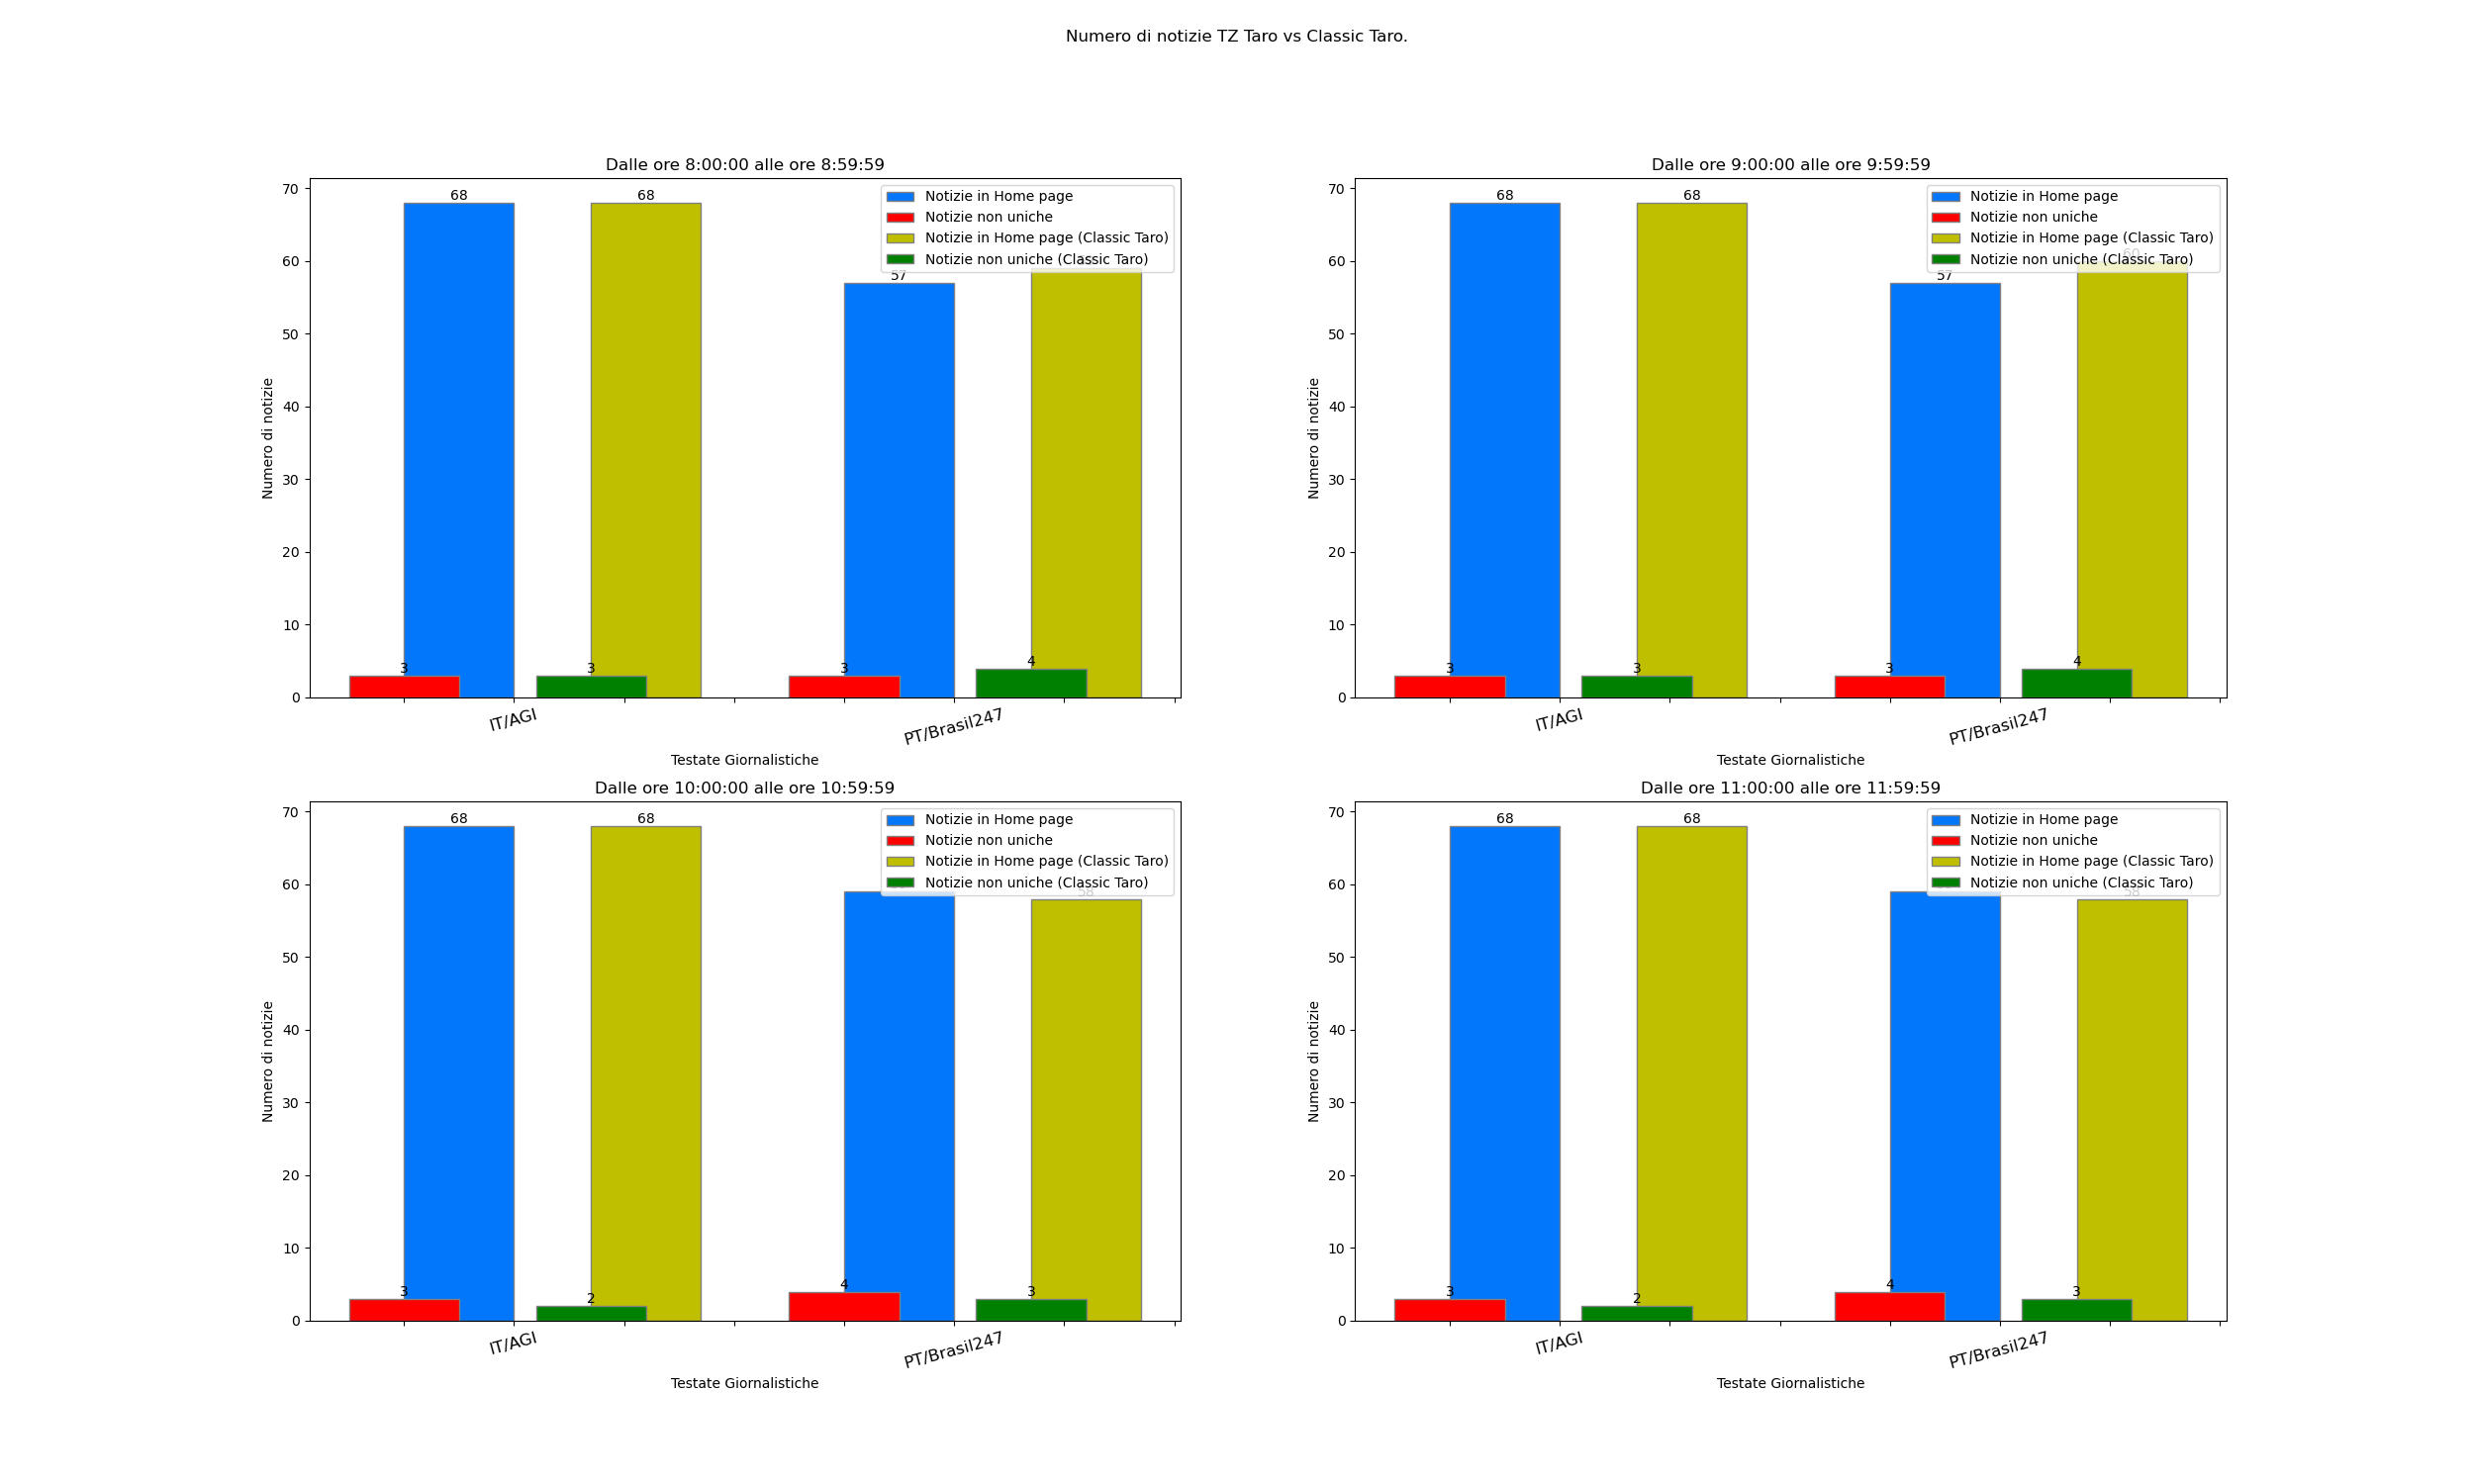 Numero di notizie TZ Taro vs Classic Taro.
Dalle ore 8:00:00 alle ore 8:59:59
Notizie in Home page
Notizie non uniche
Notizie in Home page (Classic Taro)
Notizie non uniche (Classic Taro)
70
60
50
40
30
20
10
0
Numero di notizie
68
68
57
3
3
3
4
IT/AGI
PT/Brasil247
Testate Giornalistiche
Dalle ore 9:00:00 alle ore 9:59:59
Notizie in Home page
Notizie non uniche
Notizie in Home page (Classic Taro)
Notizie non uniche (Classic Taro)
70
60
50
40
30
20
10
0
Numero di notizie
68
68
57
60
3
3
3
4
IT/AGI
PT/Brasil247
Testate Giornalistiche
Dalle ore 10:00:00 alle ore 10:59:59
Notizie in Home page
Notizie non uniche
Notizie in Home page (Classic Taro)
Notizie non uniche (Classic Taro)
70
60
50
40
30
20
10
0
Numero di notizie
68
68
58
3
2
4
3
IT/AGI
PT/Brasil247
Testate Giornalistiche
Dalle ore 11:00:00 alle ore 11:59:59
Notizie in Home page
Notizie non uniche
Notizie in Home page (Classic Taro)
Notizie non uniche (Classic Taro)
70
60
50
40
30
20
10
0
Numero di notizie
68
68
58
3
2
4
3
IT/AGI
PT/Brasil247
Testate Giornalistiche